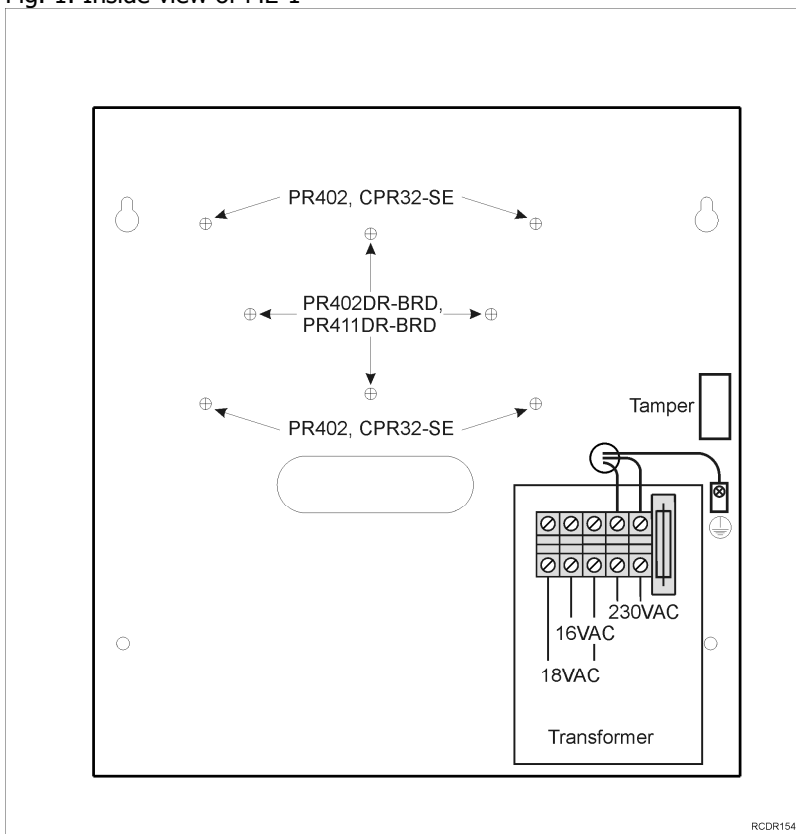 Fig. 1. Inside view of ME-1
PR402, CPR32-SE
PR402DR-BRD,
PR411DR-BRD
Tamper
PR402, CPR32-SE
230VAC
16VAC
18VAC
Transformer
RCDR154